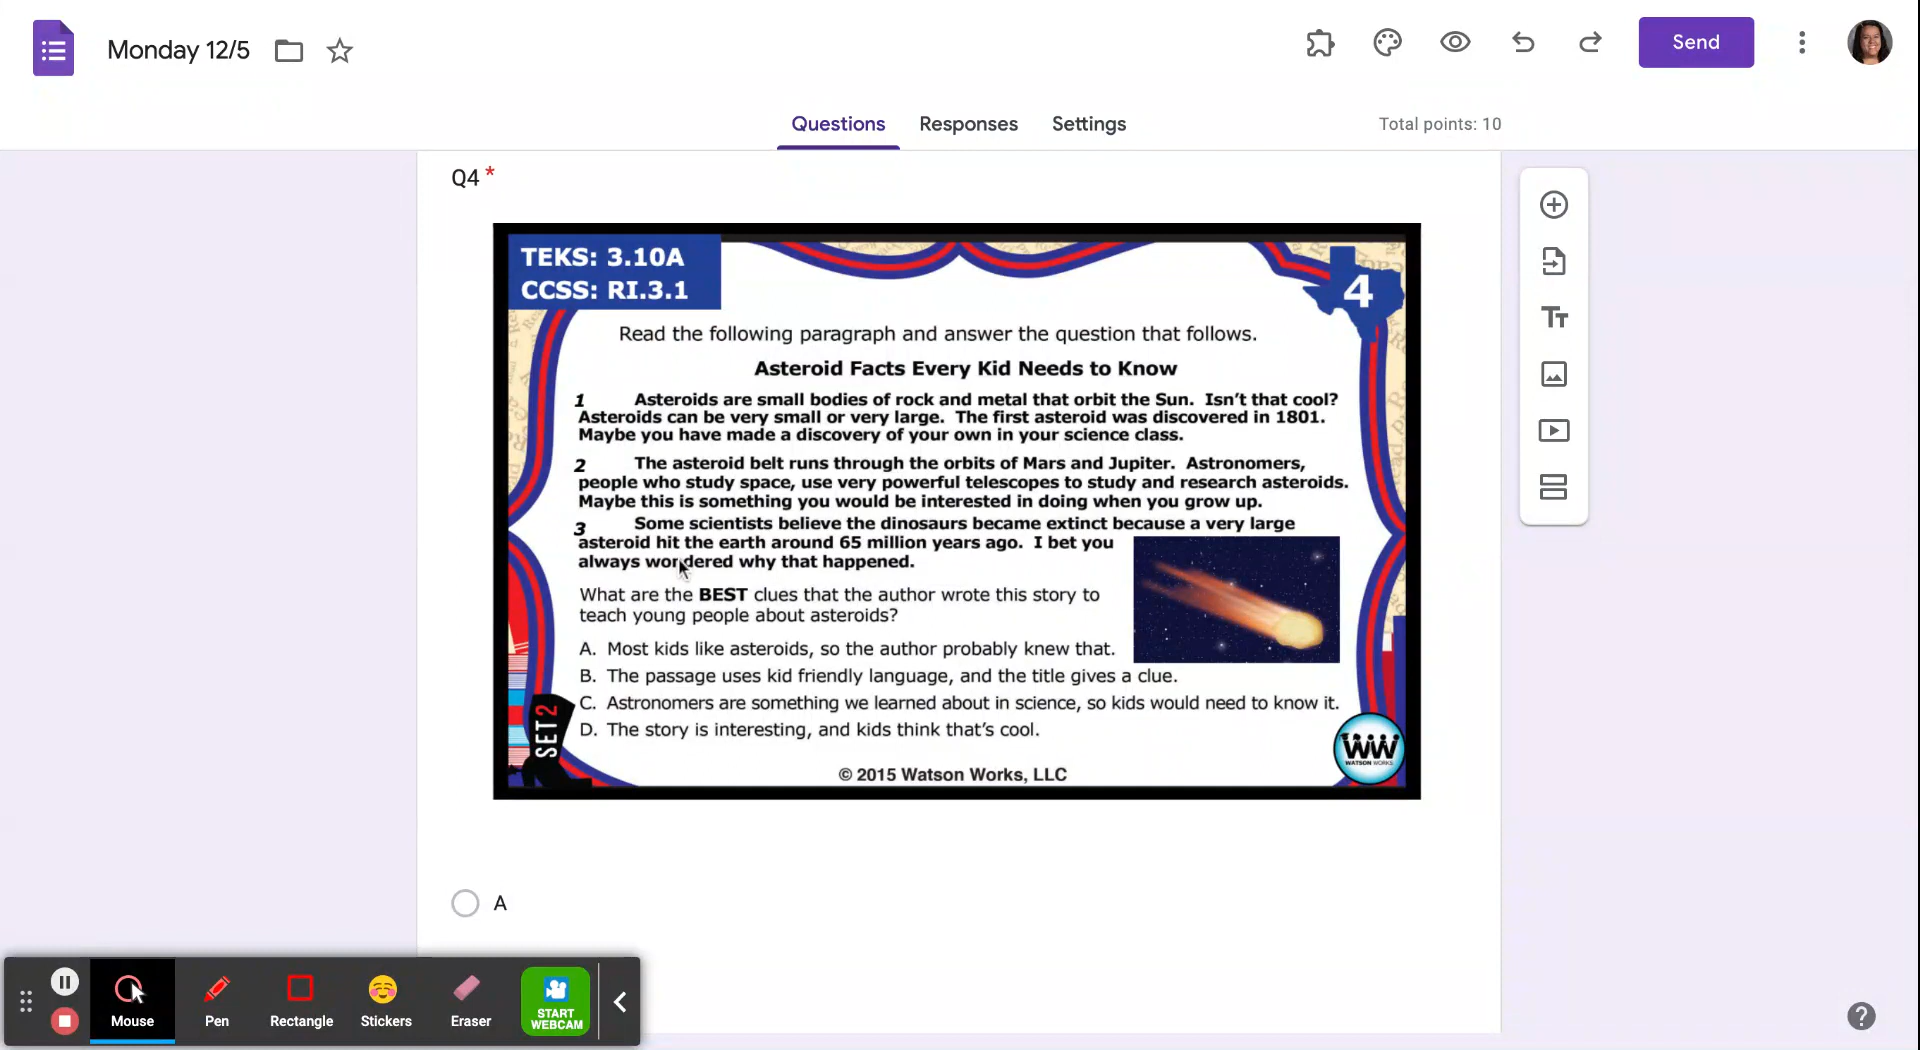 Monday 12/5
Send
Questions
Responses
Settings
Total points: 10
Q4 *
TEKS: 3.10A
CCSS: RI.3.1
4
Read the following paragraph and answer the question that follows.
Asteroid Facts Every Kid Needs to Know
1 Asteroids are small bodies of rock and metal that orbit the Sun. Isn't that cool?
Asteroids can be very small or very large. The first asteroid was discovered in 1801.
Maybe you have made a discovery of your own in your science class.
2 The asteroid belt runs through the orbits of Mars and Jupiter. Astronomers,
people who study space, use very powerful telescopes to study and research asteroids.
Maybe this is something you would be interested in doing when you grow up.
3 Some scientists believe the dinosaurs became extinct because a very large
asteroid hit the earth around 65 million years ago. I bet you
always wondered why that happened.
What are the BEST clues that the author wrote this story to
teach young people about asteroids?
A. Most kids like asteroids, so the author probably knew that.
B. The passage uses kid friendly language, and the title gives a clue.
C. Astronomers are something we learned about in science, so kids would need to know it.
D. The story is interesting, and kids think that's cool.
SET 2
WW
WATSON WORKS
© 2015 Watson Works, LLC
A
Mouse
Pen
Rectangle
Stickers
Eraser
START
WEBCAM